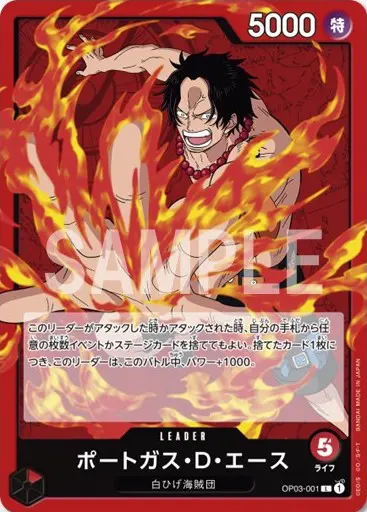 5000 特
SAMPLE
このリーダーがアタックした時かアタックされた時、自分の手札から任
意の枚数イベントかステージカードを捨ててもよい。捨てたカード1枚に
つき、このリーダーは、このバトル中、パワー+1000。
LEADER
ポートガス・D・エース
白ひげ海賊団
5
ライフ
OP03-001 L 1
BANDAI MADE IN JAPAN